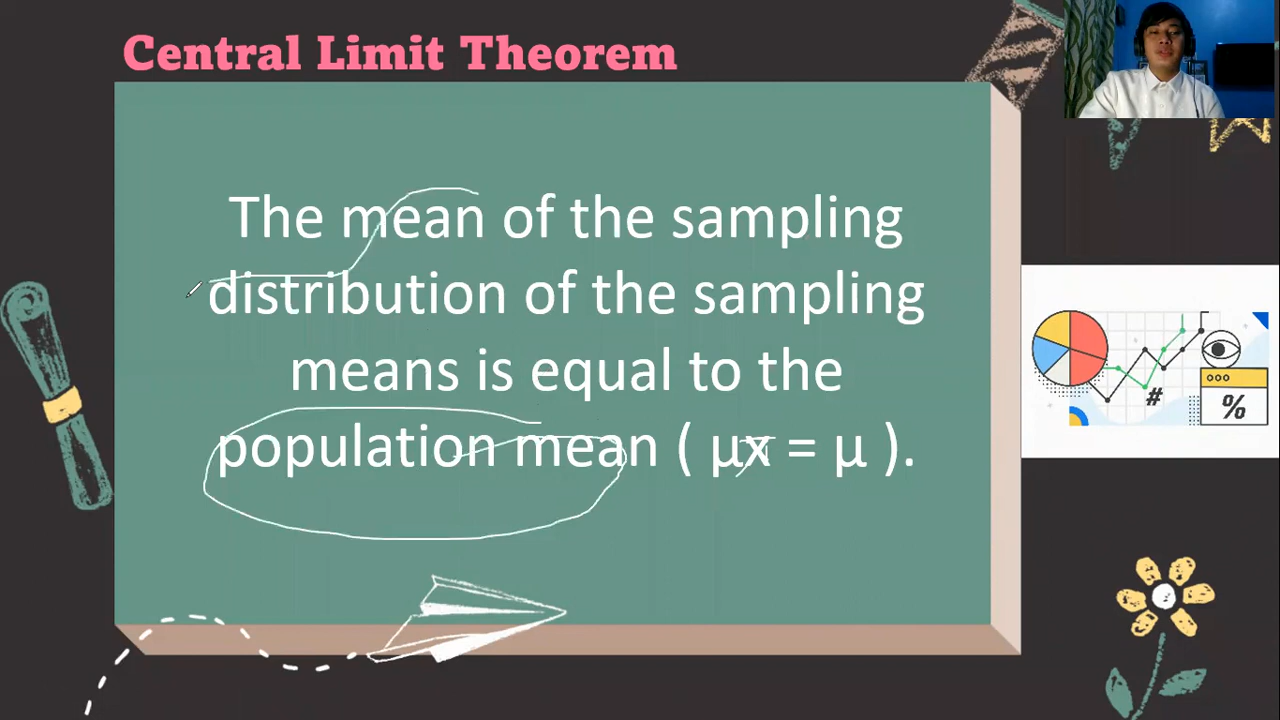 Central Limit Theorem
The mean of the sampling
distribution of the sampling
means is equal to the
population mean ( µx = µ ).
#
%